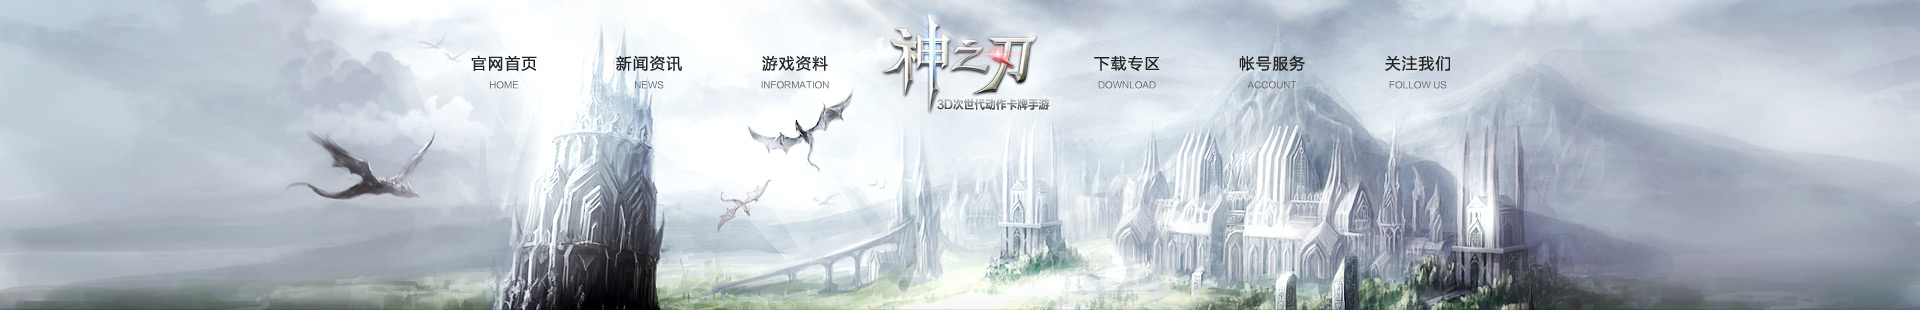 官网首页
HOME
新闻资讯
NEWS
游戏资料
INFORMATION
神之刃
3D次世代动作卡牌手游
下载专区
DOWNLOAD
帐号服务
ACCOUNT
关注我们
FOLLOW US